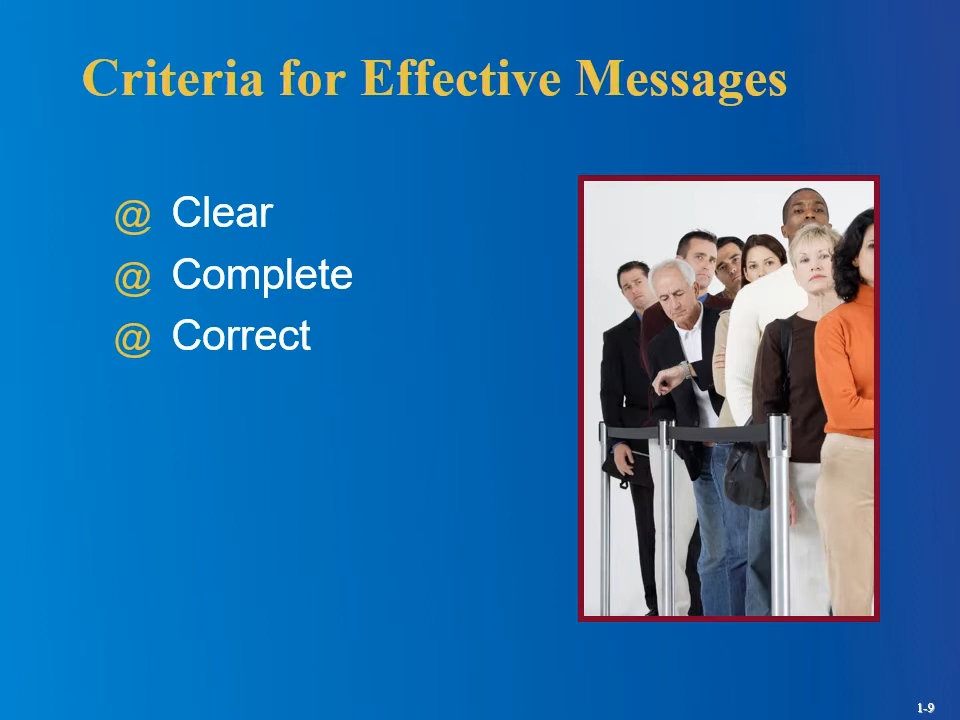 Criteria for Effective Messages
@ Clear
@ Complete
@ Correct
1-9